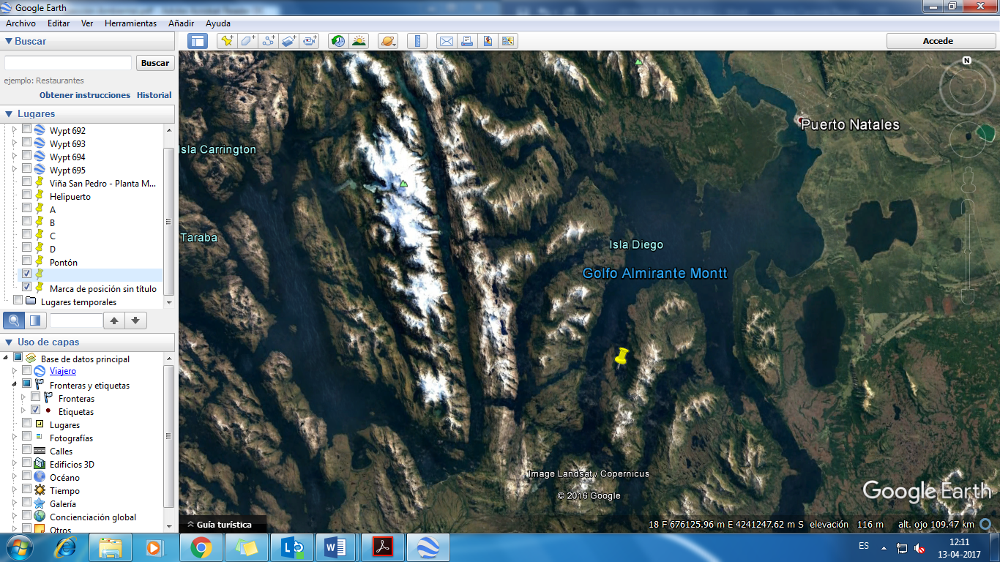 Google Earth
Archivo Editar Ver Herramientas Añadir Ayuda
Buscar
Buscar
ejemplo: Restaurantes
Obtener instrucciones Historial
Accede
Lugares
Wypt 692
Wypt 693
Wypt 694
Wypt 695
Viña San Pedro - Planta M...
Helipuerto
A
B
C
D
Pontón
Marca de posición sin título
Lugares temporales
Uso de capas
Base de datos principal
Viajero
Fronteras y etiquetas
Fronteras
Etiquetas
Lugares
Fotografías
Calles
Edificios 3D
Océano
Tiempo
Galería
Concienciación global
Otros
N
Puerto Natales
Isla Carrington
Taraba
Isla Diego
Golfo Almirante Montt
Image Landsat / Copernicus
© 2016 Google
Google Earth
Guía turística
18 F 676125.96 m E 4241247.62 m S elevación 116 m alt. ojo 109.47 km
ES
12:11
13-04-2017